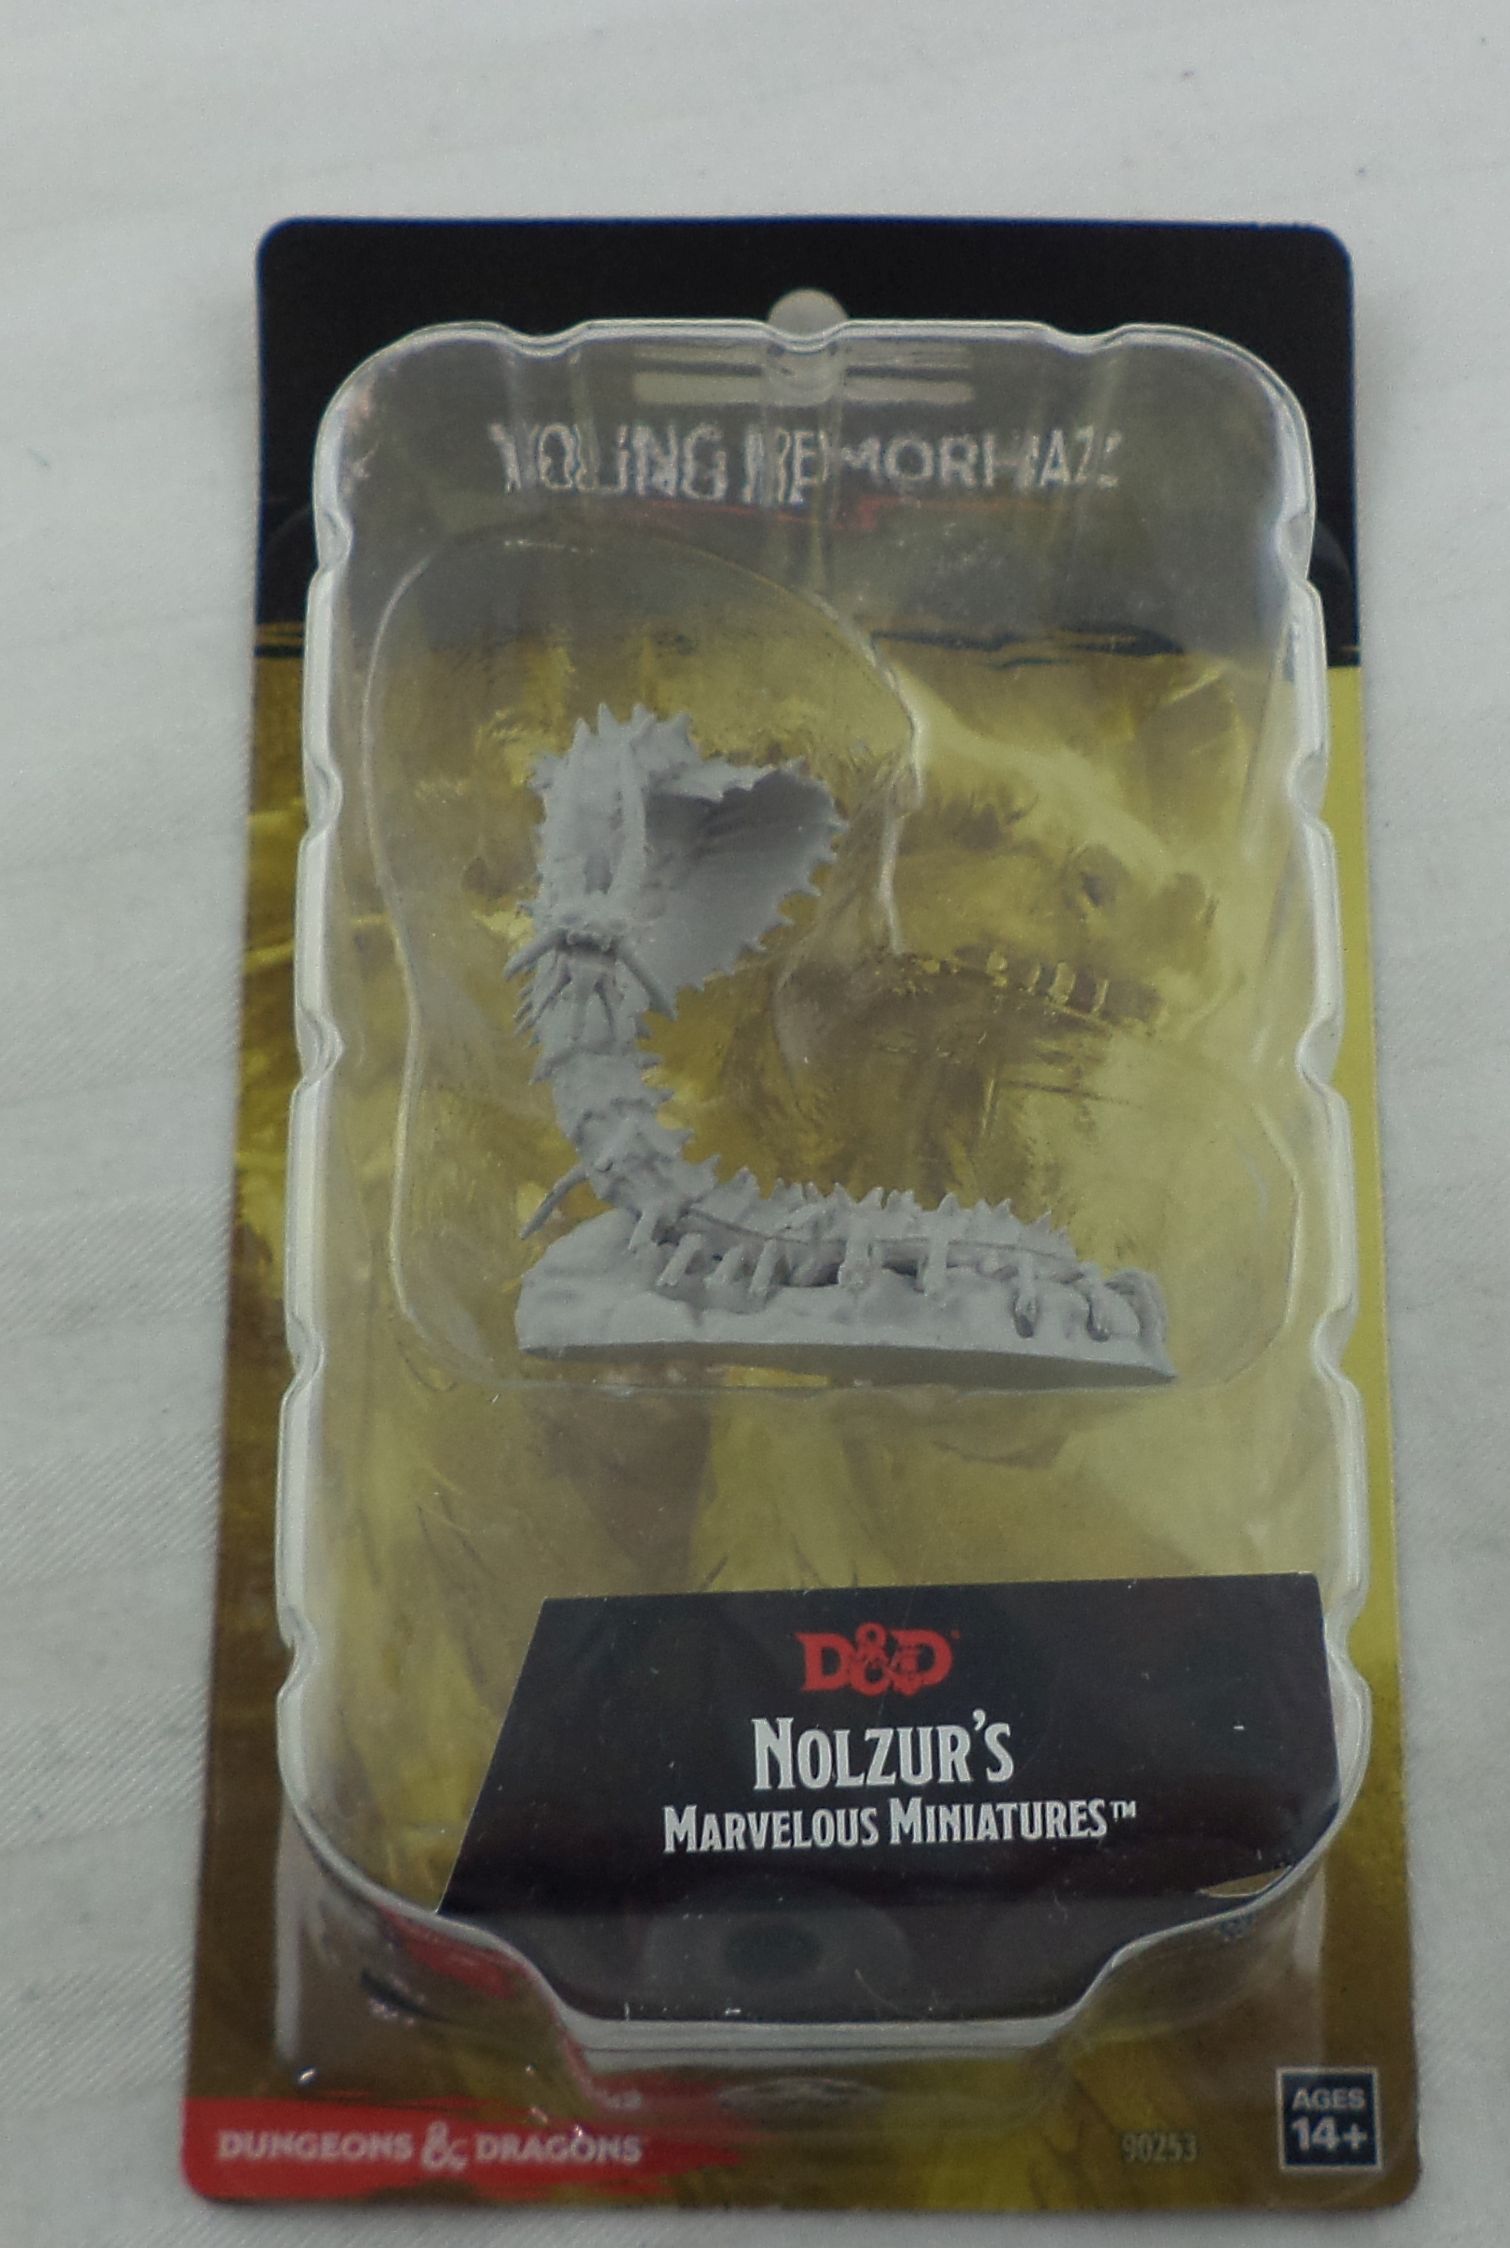 YOUNG REMORHAZ
D&D
NOLZUR'S
MARVELOUS MINIATURES™
DUNGEONS & DRAGONS
90253
AGES
14+